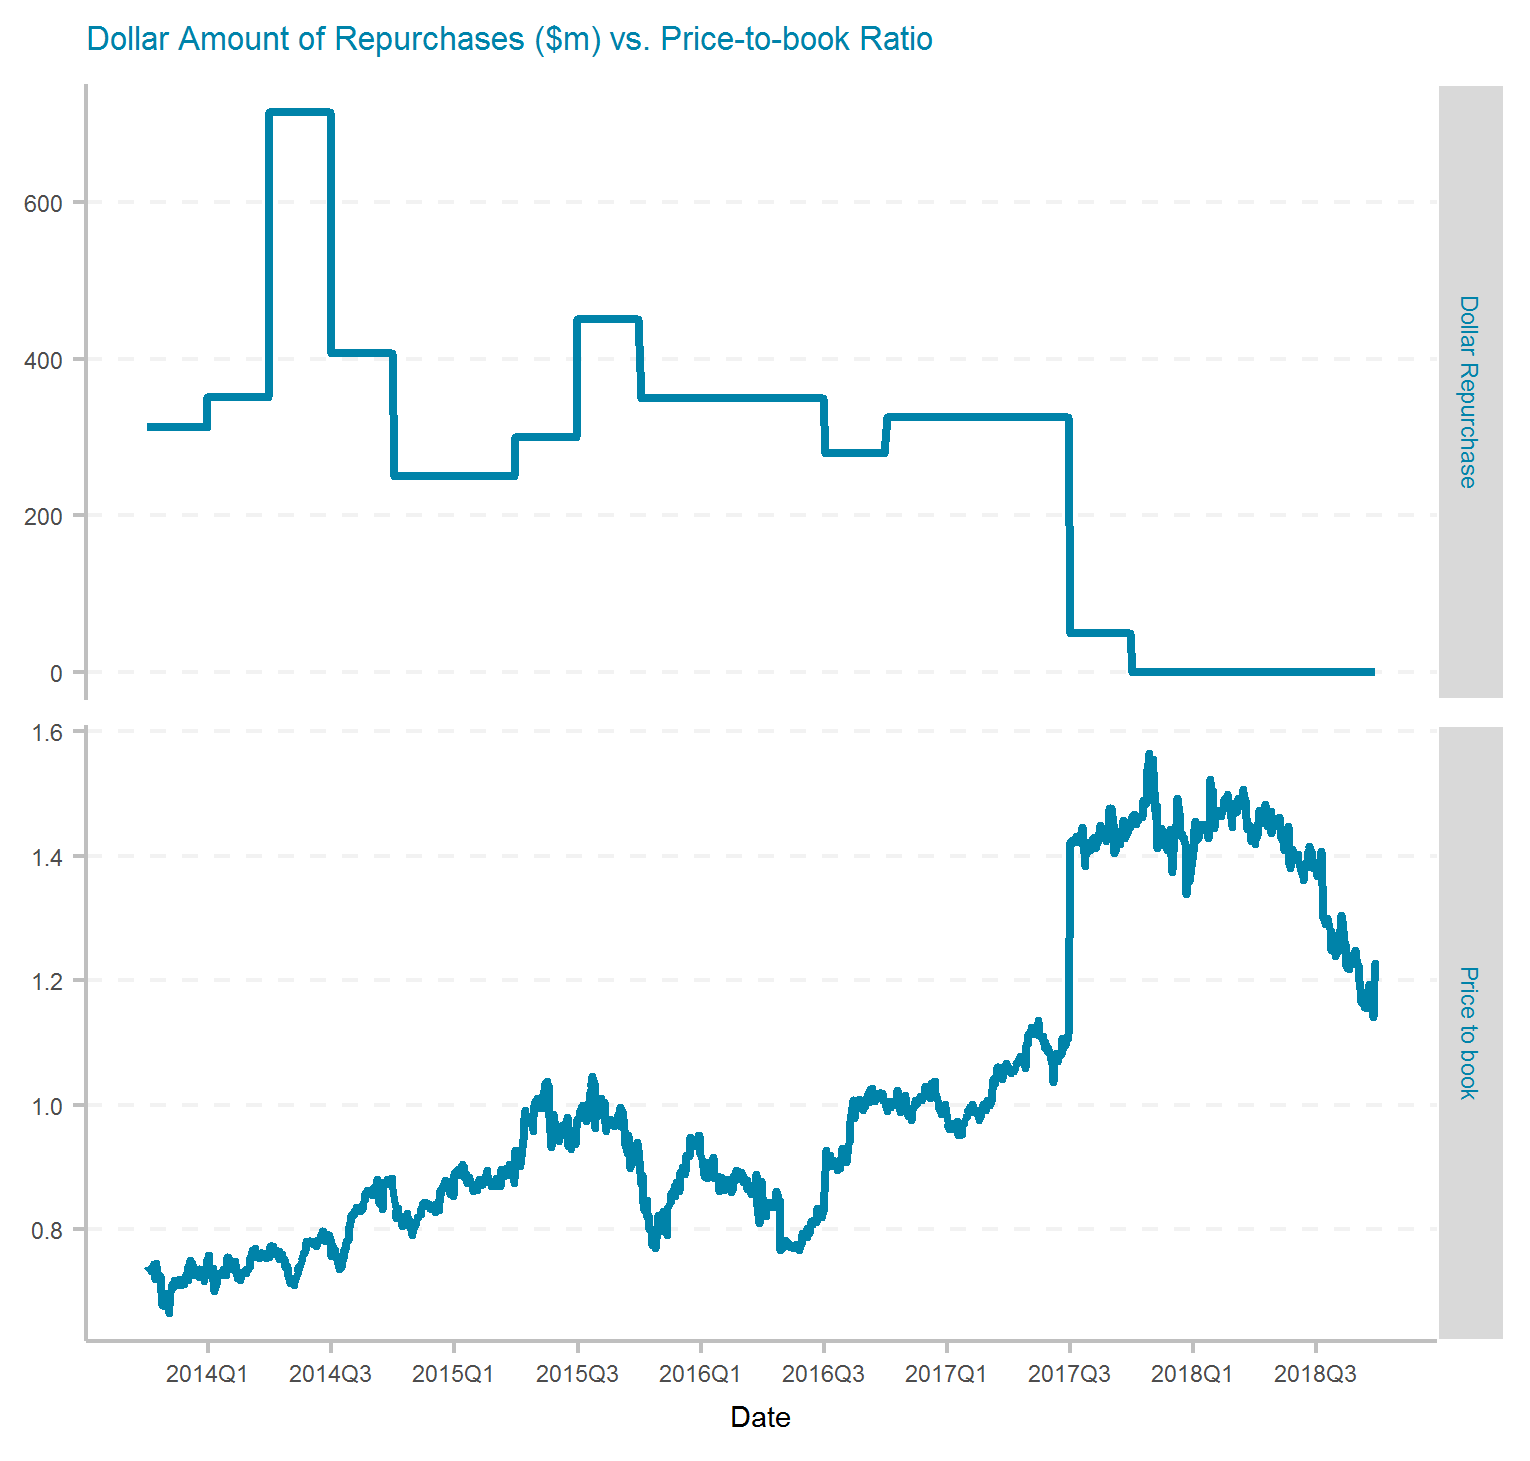 Dollar Amount of Repurchases ($m) vs. Price-to-book Ratio
600
400
200
0
Dollar Repurchase
1.6
1.4
1.2
1.0
0.8
Price to book
2014Q1 2014Q3 2015Q1 2015Q3 2016Q1 2016Q3 2017Q1 2017Q3 2018Q1 2018Q3
Date